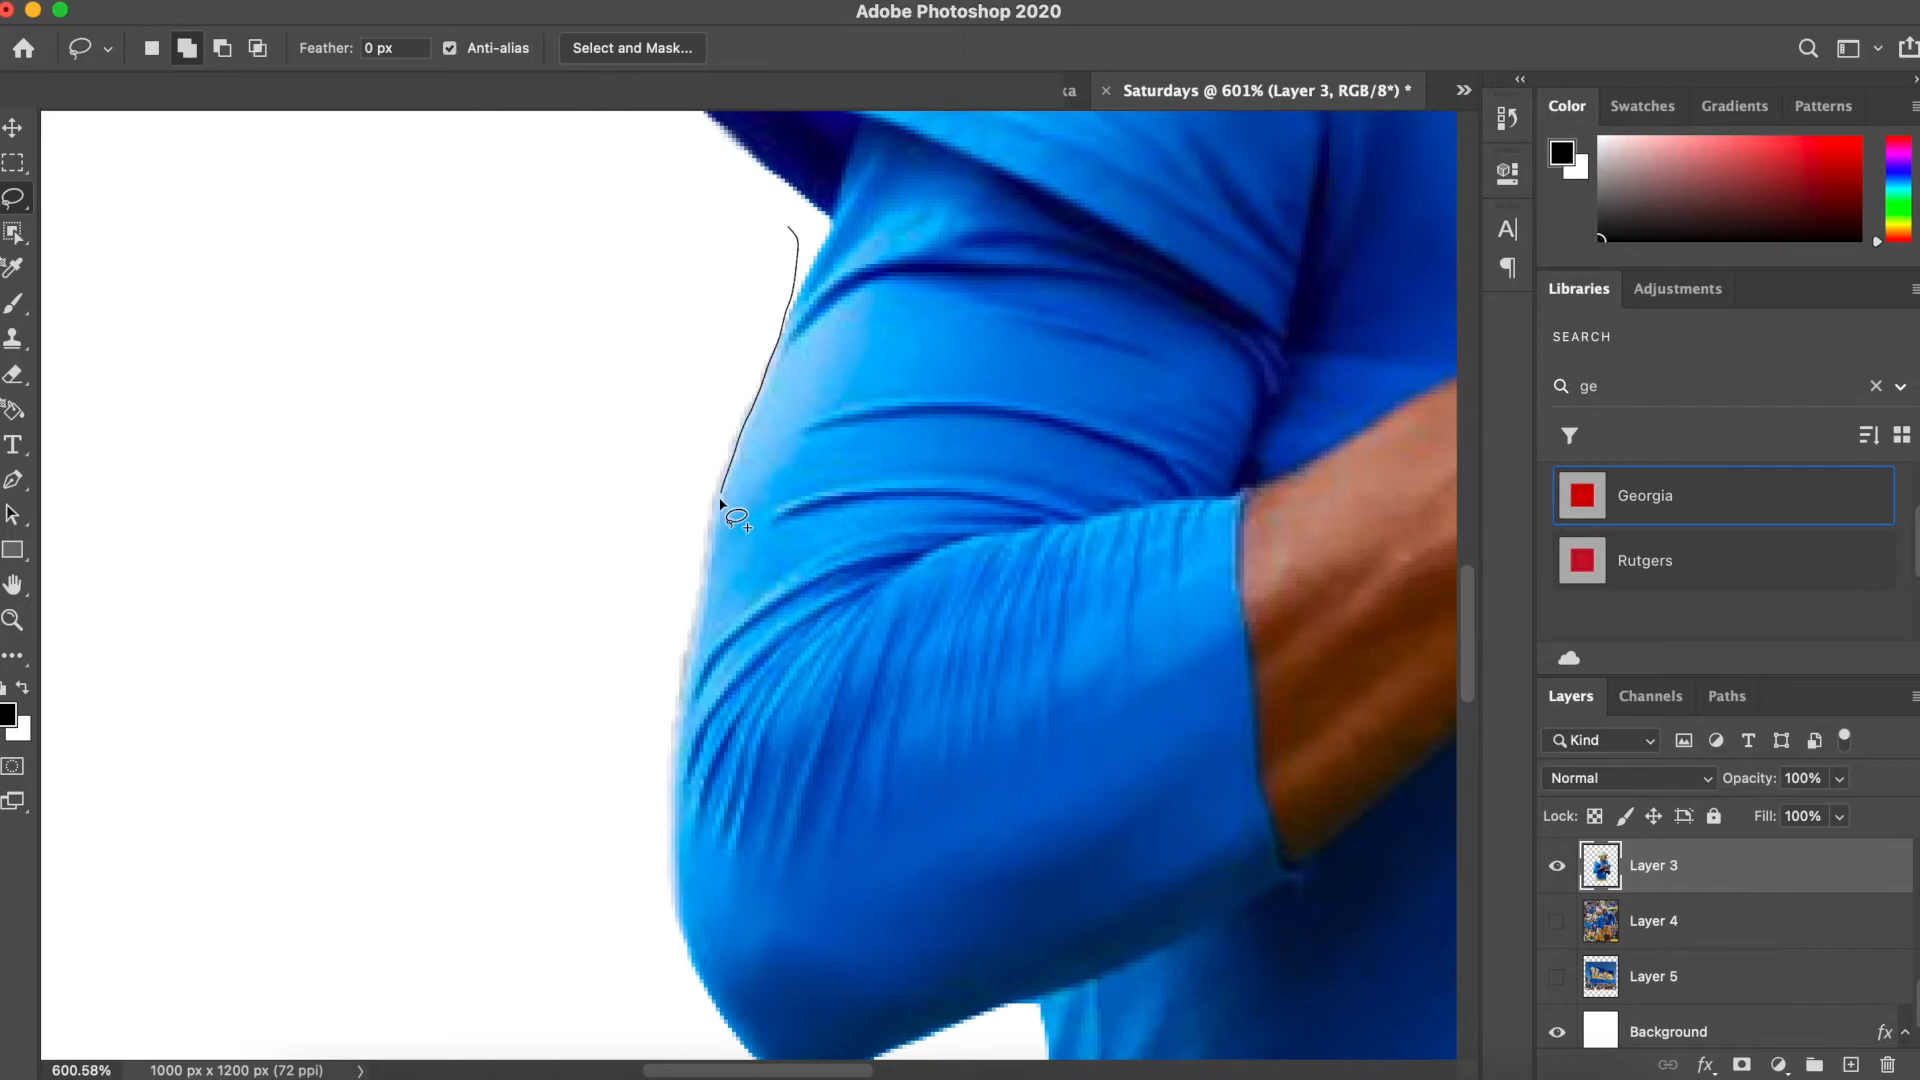 Adobe Photoshop 2020
Feather: 0 px
Anti-alias
Select and Mask...
ка
× Saturdays @ 601% (Layer 3, RGB/8*) *
Color
Swatches
Gradients
Patterns
Libraries
Adjustments
SEARCH
ge
Georgia
Rutgers
Layers
Channels
Paths
Kind
Normal
Opacity: 100%
Lock:
Fill: 100%
Layer 3
Layer 4
Layer 5
Background
fx
fx
600.58%
1000 px x 1200 px (72 ppi)